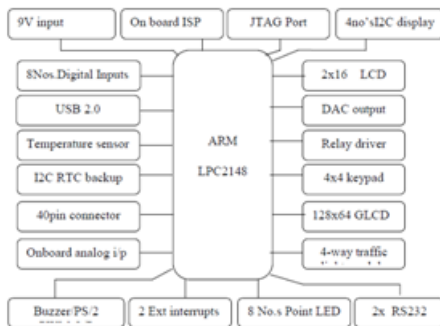 9V input
On board ISP
JTAG Port
4no'sI2C display
8Nos.Digital Inputs
2x16 LCD
USB 2.0
DAC output
ARM
Temperature sensor
Relay driver
LPC2148
I2C RTC backup
4x4 keypad
40pin connector
128x64 GLCD
Onboard analog i/p
4-way traffic
Buzzer/PS/2
2 Ext interrupts
8 No.s Point LED
2x RS232